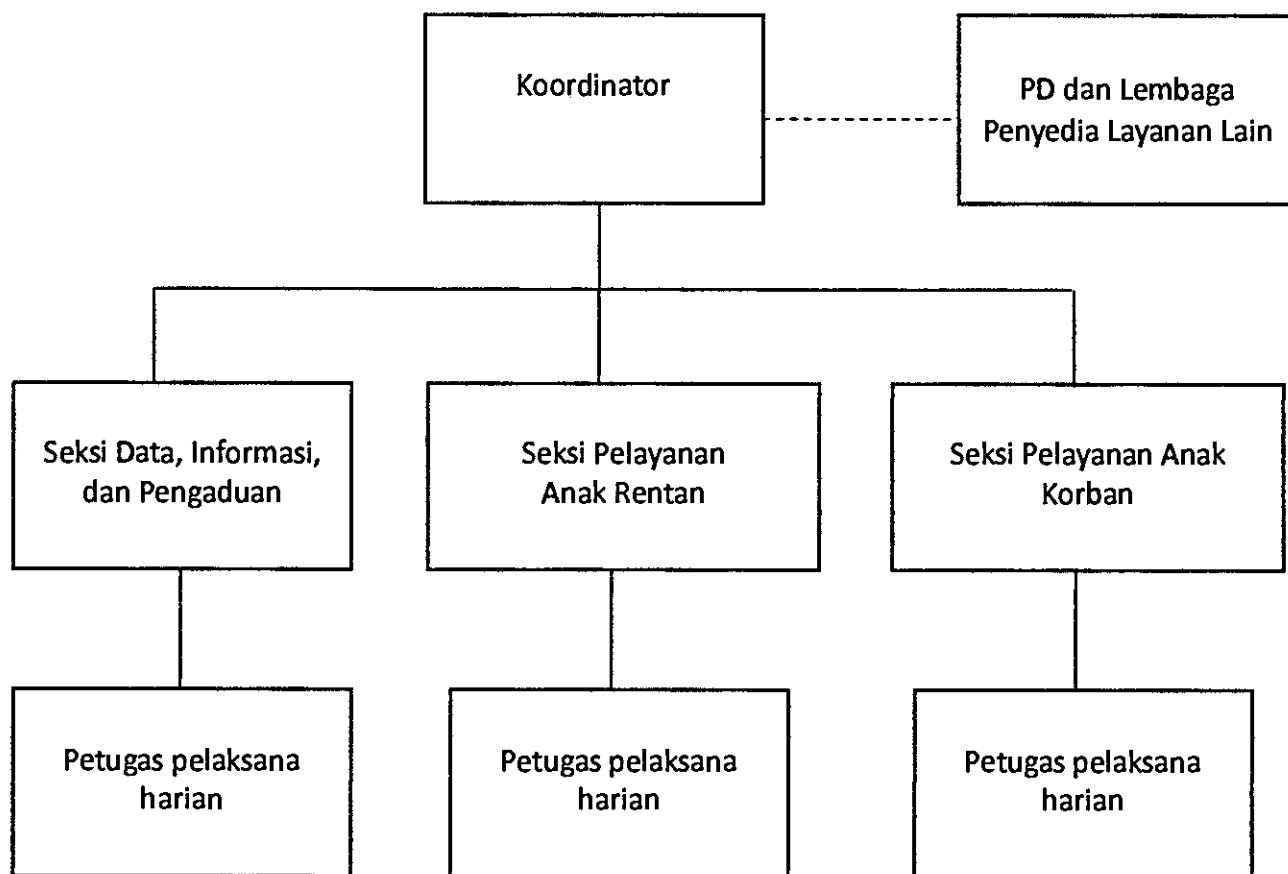 Koordinator
PD dan Lembaga
Penyedia Layanan Lain
Seksi Data, Informasi,
dan Pengaduan
Seksi Pelayanan
Anak Rentan
Seksi Pelayanan Anak
Korban
Petugas pelaksana
harian
Petugas pelaksana
harian
Petugas pelaksana
harian